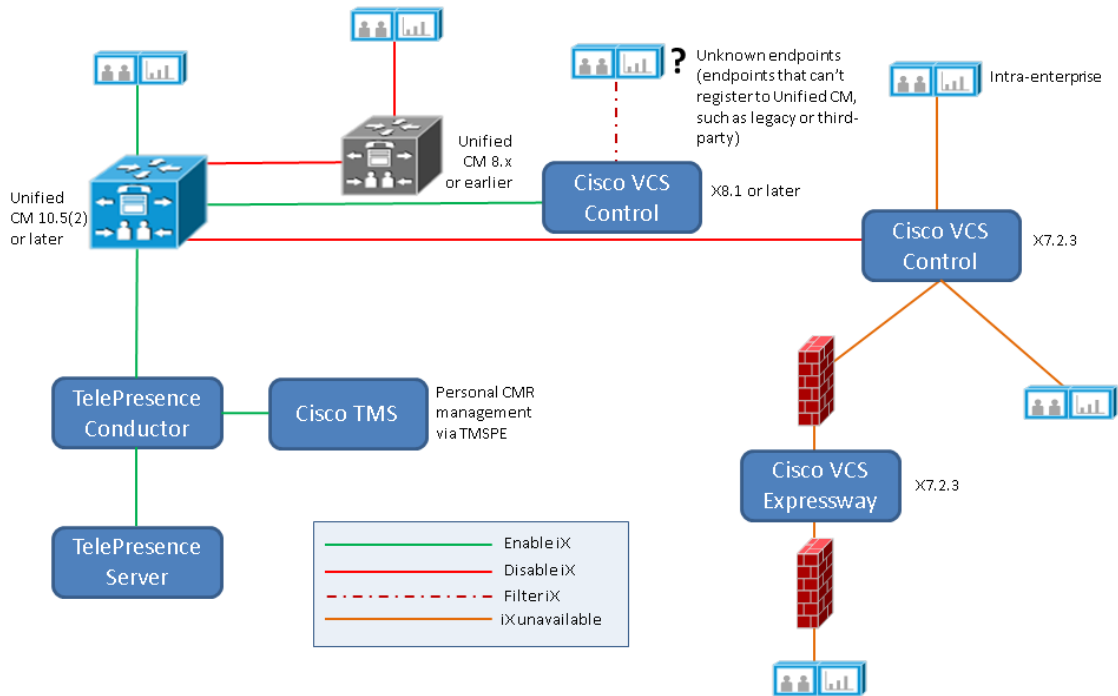 ?
Unknown endpoints
(endpoints that can't
register to Unified CM,
such as legacy or third-
party)
Intra-enterprise
Unified
CM 8.x
or earlier
Unified
CM 10.5(2)
or later
Cisco VCS
Control
X8.1 or later
Cisco VCS
Control
X7.2.3
TelePresence
Conductor
Cisco TMS
Personal CMR
management
via TMSPE
Cisco VCS
Expressway
X7.2.3
TelePresence
Server
Enable iX
Disable iX
Filter iX
iX unavailable